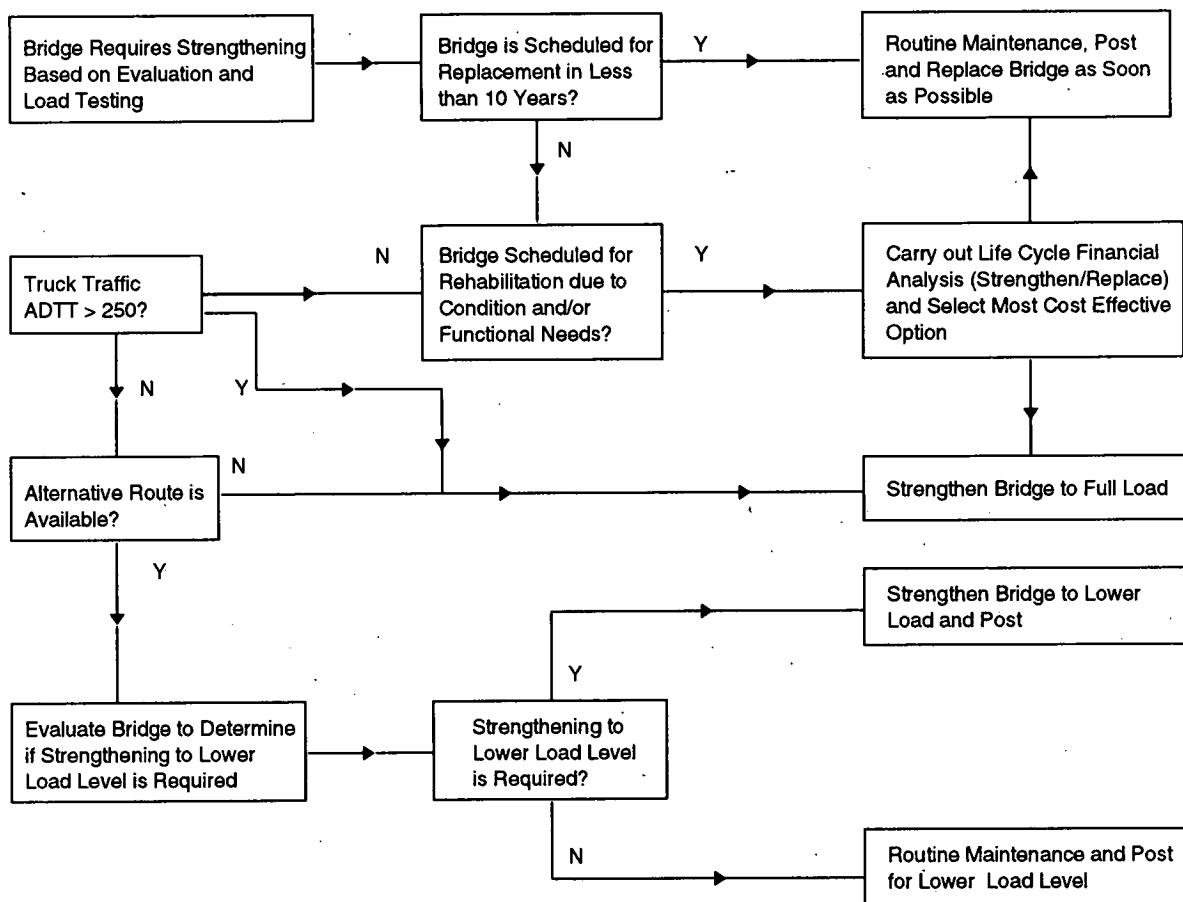 Bridge Requires Strengthening
Based on Evaluation and
Load Testing
Bridge is Scheduled for
Replacement in Less
than 10 Years?
Y
Routine Maintenance, Post
and Replace Bridge as Soon
as Possible
N
Truck Traffic
ADTT > 250?
N
Bridge Scheduled for
Rehabilitation due to
Condition and/or
Functional Needs?
Y
Carry out Life Cycle Financial
Analysis (Strengthen/Replace)
and Select Most Cost Effective
Option
N
Y
Alternative Route is
Available?
N
Strengthen Bridge to Full Load
Y
Strengthen Bridge to Lower
Load and Post
Y
Evaluate Bridge to Determine
if Strengthening to Lower
Load Level is Required
Strengthening to
Lower Load Level
is Required?
N
Routine Maintenance and Post
for Lower Load Level